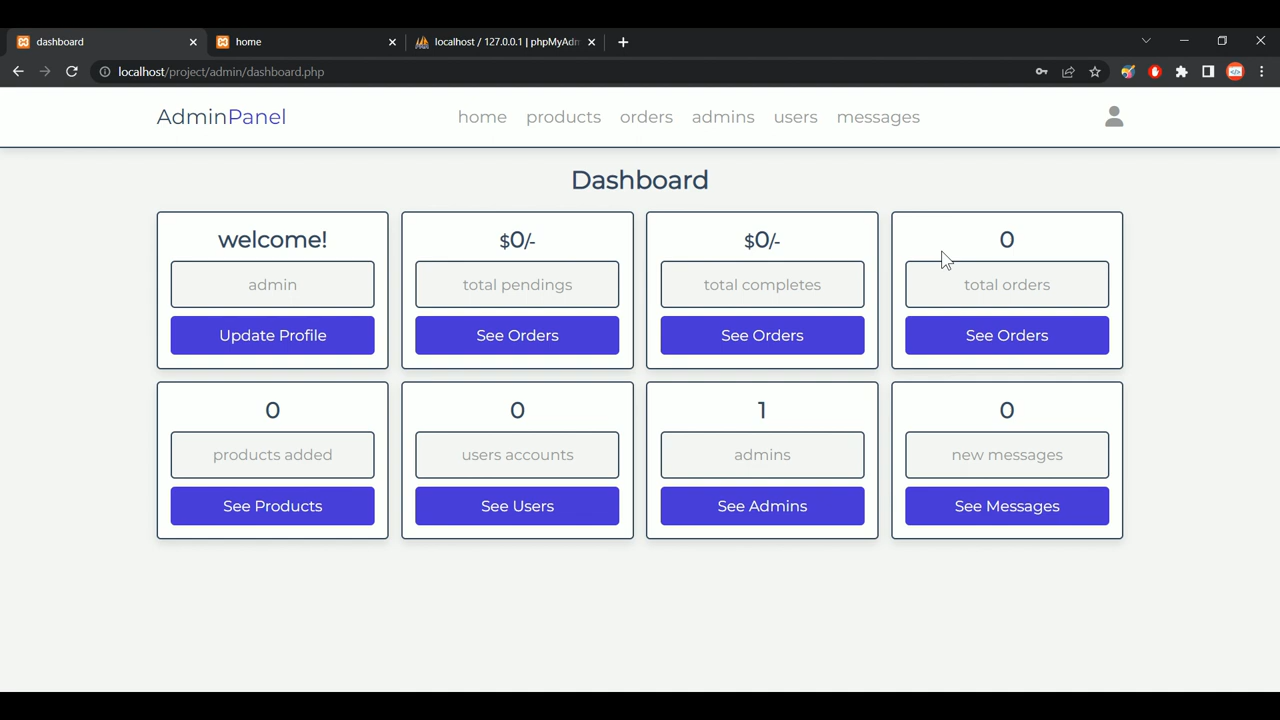 dashboard
home
localhost / 127.0.0.1 | phpMyAdm
localhost/project/admin/dashboard.php
AdminPanel
home products orders admins users messages
Dashboard
welcome!
admin
Update Profile
$0/-
total pendings
See Orders
$0/-
total completes
See Orders
0
total orders
See Orders
0
products added
See Products
0
users accounts
See Users
1
admins
See Admins
0
new messages
See Messages